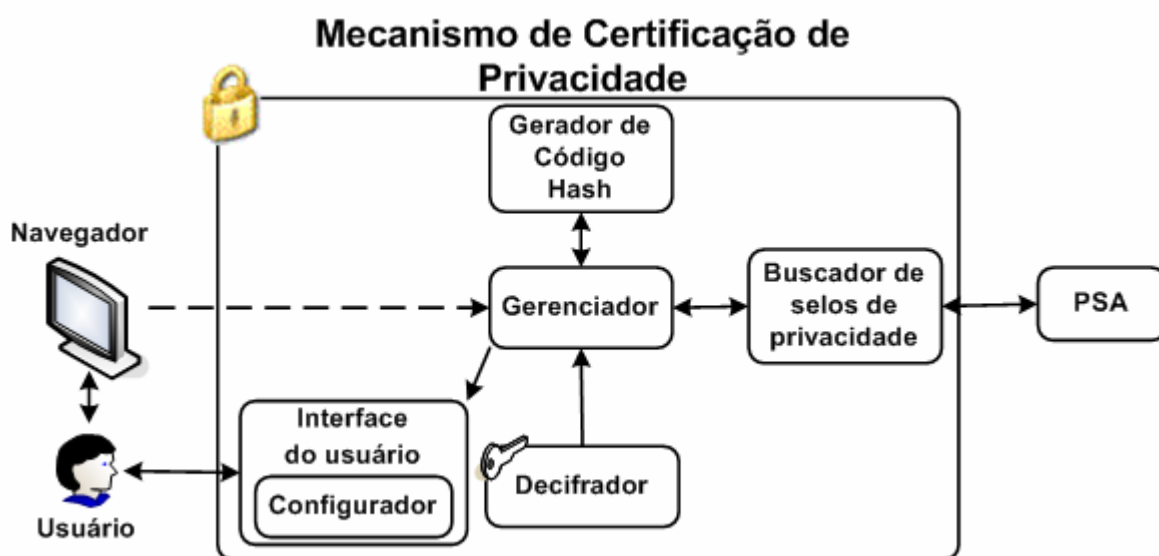 Mecanismo de Certificação de
Privacidade
Gerador de
Código
Hash
Navegador
Gerenciador
Buscador de
selos de
privacidade
PSA
Interface
do usuário
Configurador
Decifrador
Usuário